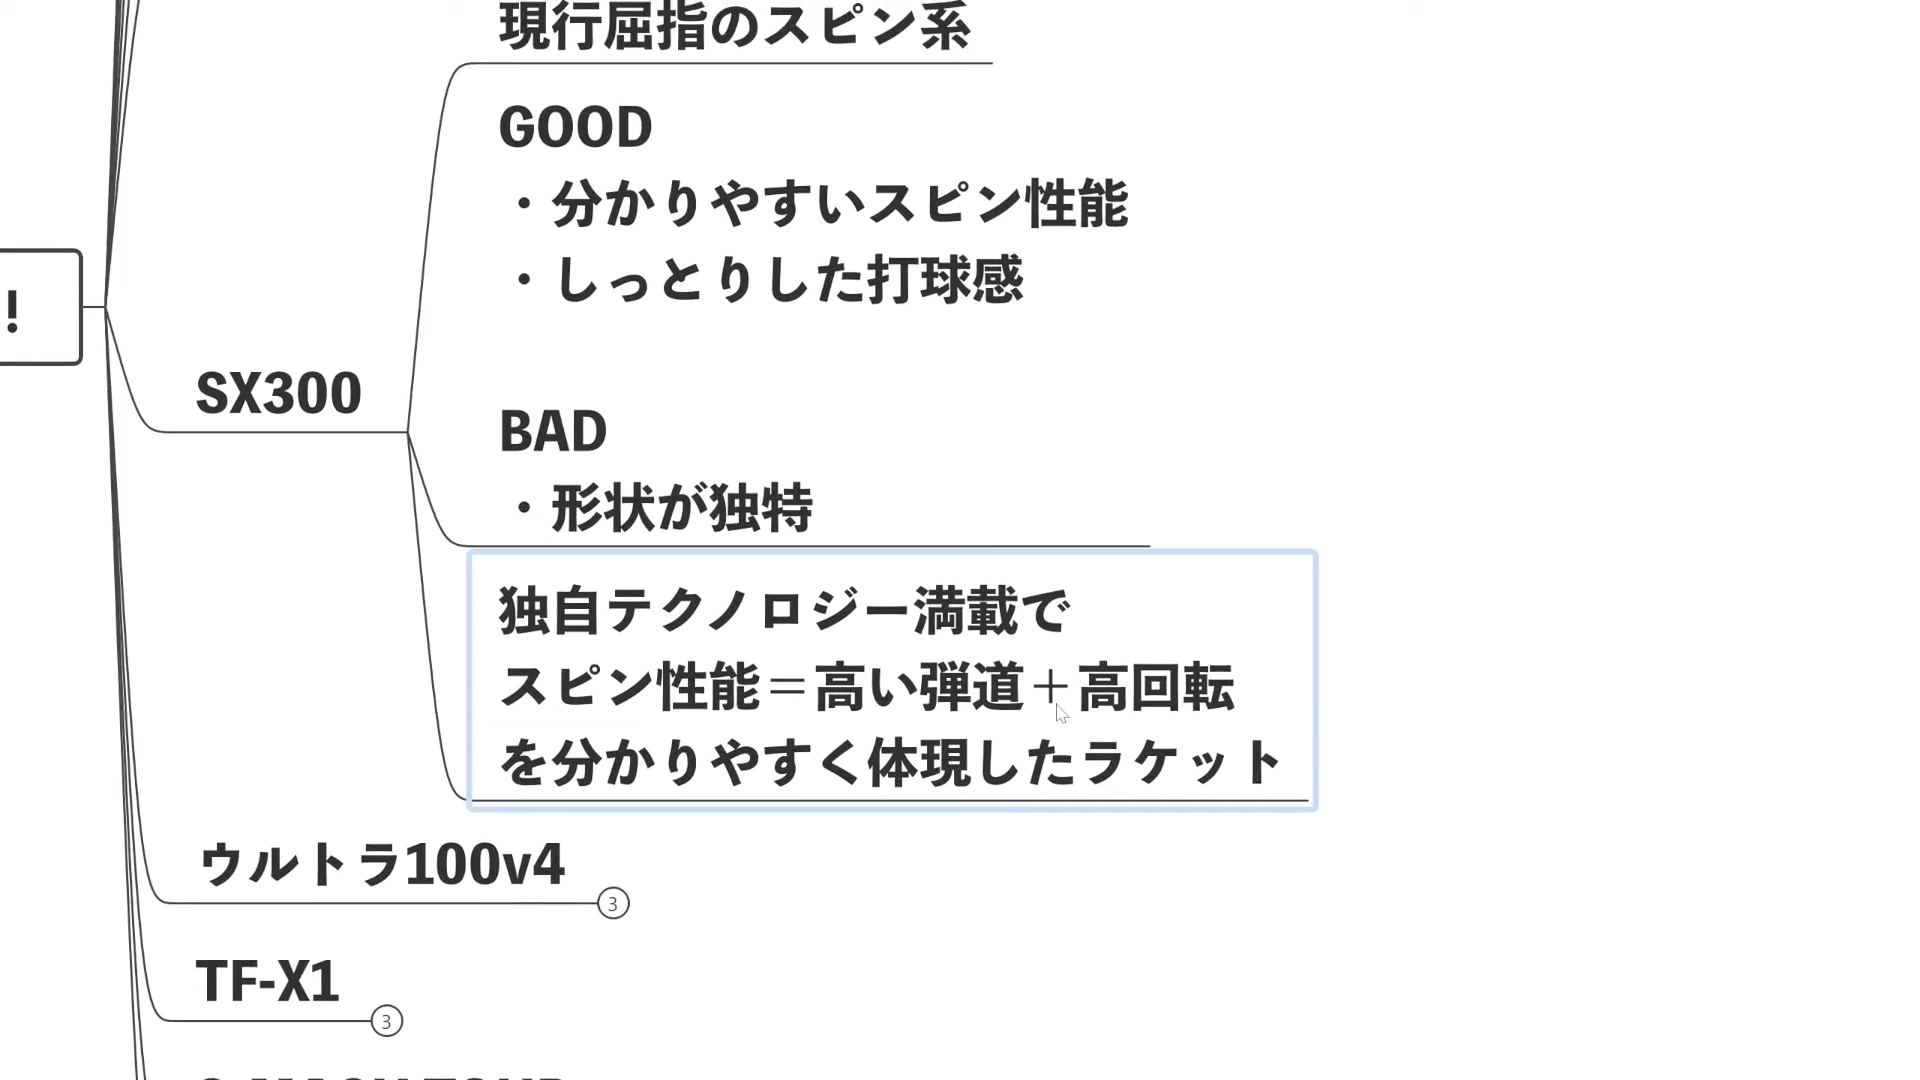 現行屈指のスピン系
GOOD
・分かりやすいスピン性能
・しっとりした打球感
!
SX300
BAD
・形状が独特
独自テクノロジー満載で
スピン性能＝高い弾道＋高回転
を分かりやすく体現したラケット
ウルトラ100v4
3
TF-X1
3